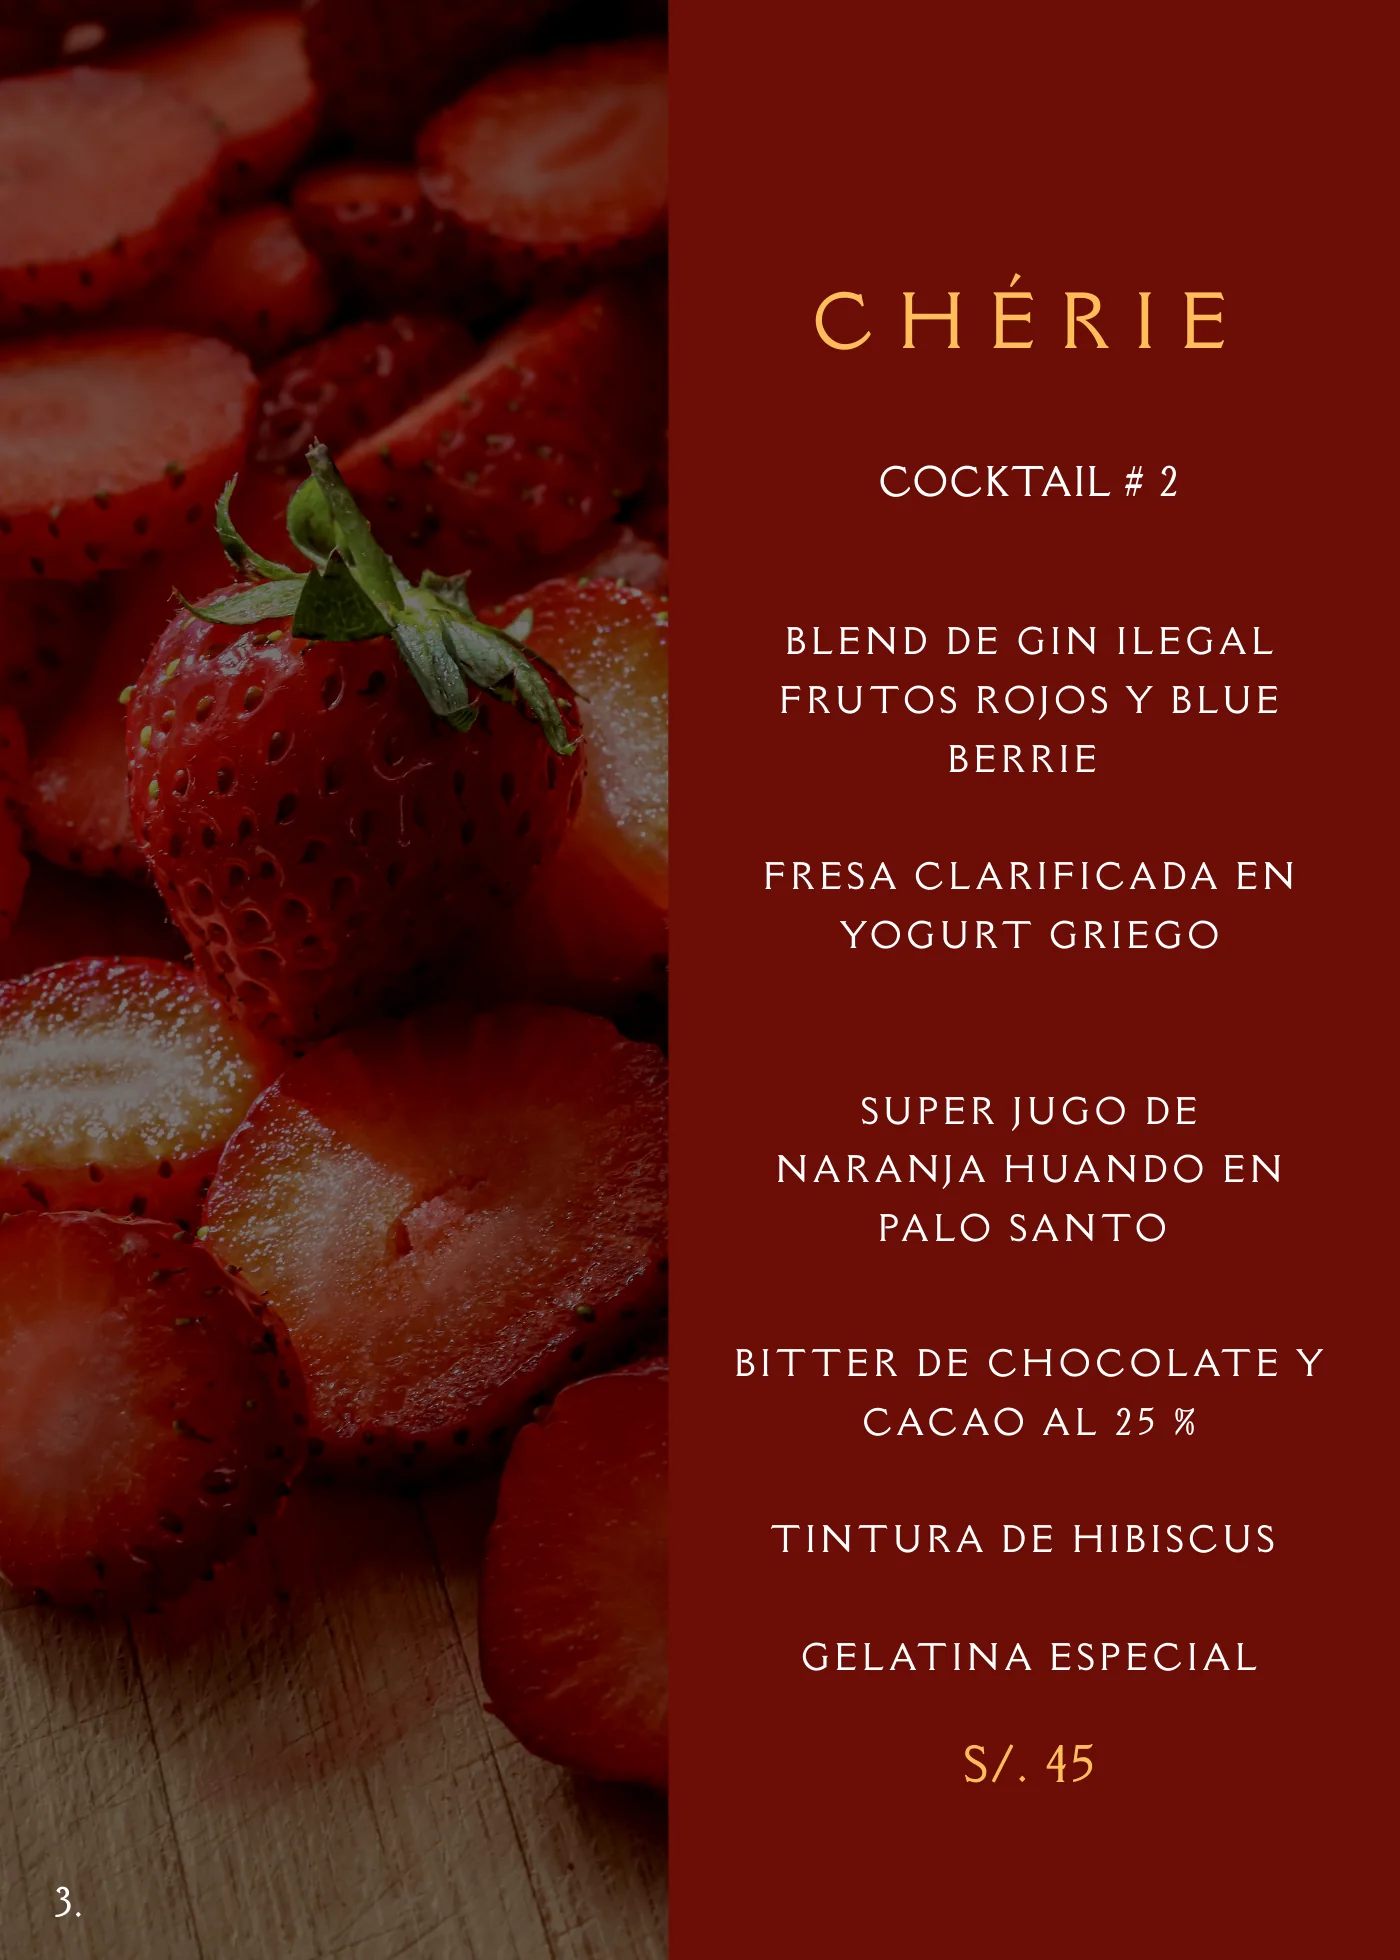 CHÉRIE
COCKTAIL # 2
BLEND DE GIN ILEGAL
FRUTOS ROJOS Y BLUE
BERRIE
FRESA CLARIFICADA EN
YOGURT GRIEGO
SUPER JUGO DE
NARANJA HUANDO EN
PALO SANTO
BITTER DE CHOCOLATE Y
CACAO AL 25 %
TINTURA DE HIBISCUS
GELATINA ESPECIAL
S/. 45
3.